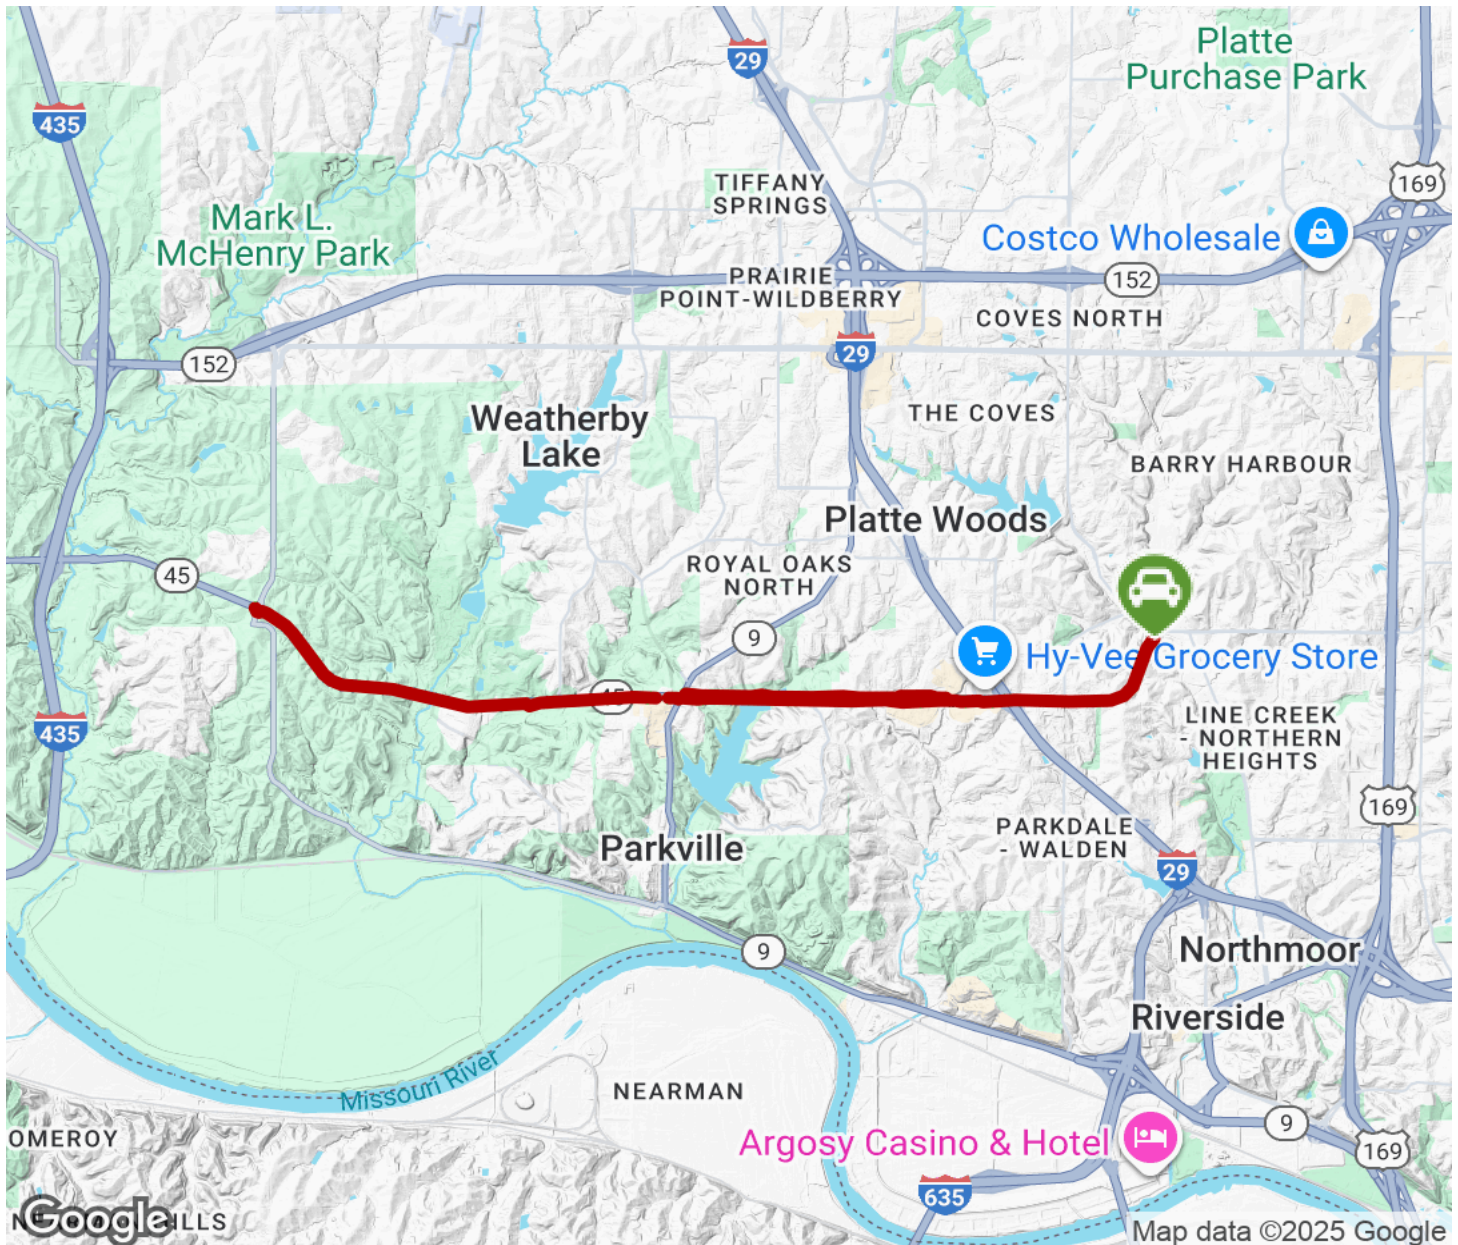 29
Platte
Purchase Park
435
169
TIFFANY
SPRINGS
Mark L.
McHenry Park
Costco Wholesale
PRAIRIE
POINT-WILDBERRY
152
COVES NORTH
29
152
Weatherby
Lake
THE COVES
BARRY HARBOUR
Platte Woods
ROYAL OAKS
NORTH
45
9
Hy-Vee Grocery Store
45
LINE CREEK
- NORTHERN
HEIGHTS
435
169
PARKDALE
- WALDEN
Parkville
29
9
Northmoor
Riverside
Missouri River
NEARMAN
OMEROY
Argosy Casino & Hotel
9
169
635
Google
HILLS
Map data ©2025 Google